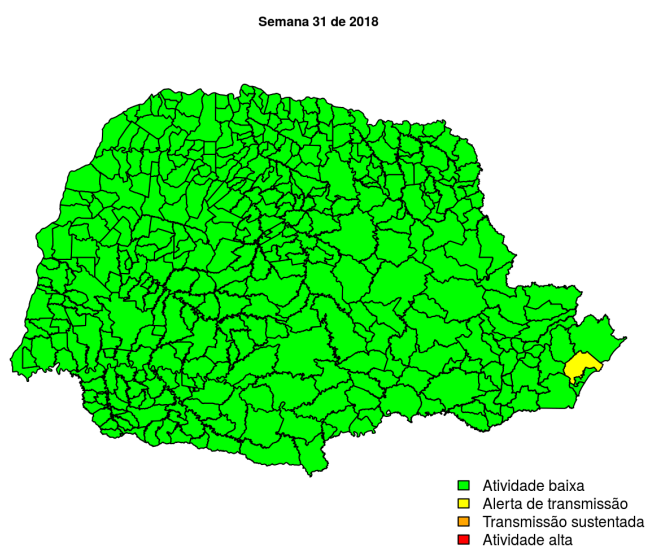 Semana 31 de 2018
Atividade baixa
Alerta de transmissão
Transmissão sustentada
Atividade alta